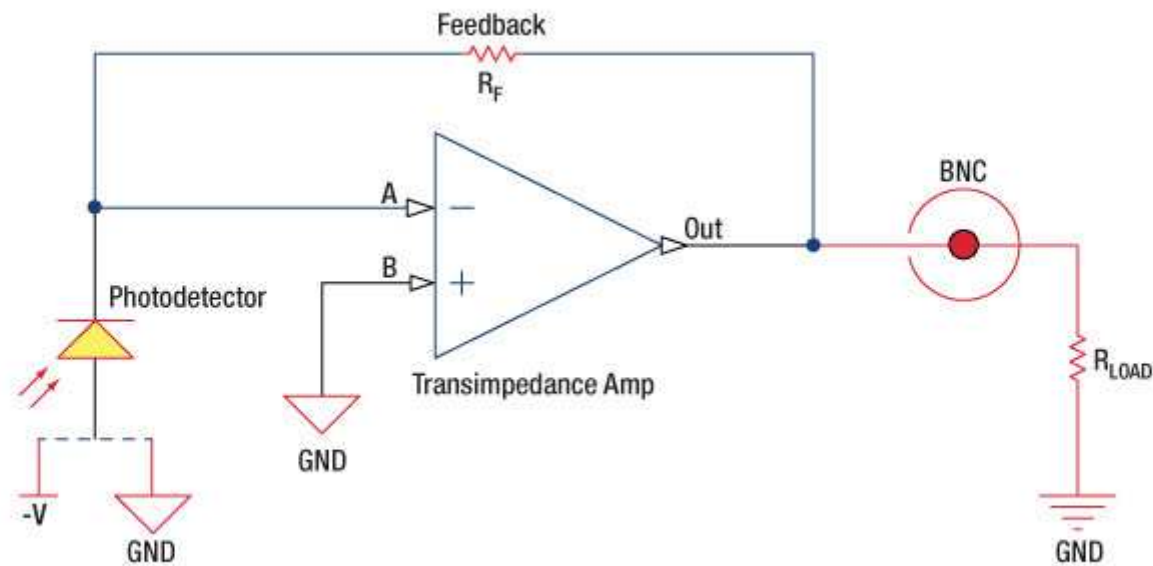 Feedback
R_F
BNC
A
−
Out
B
+
Photodetector
R_LOAD
Transimpedance Amp
GND
-V
GND
GND